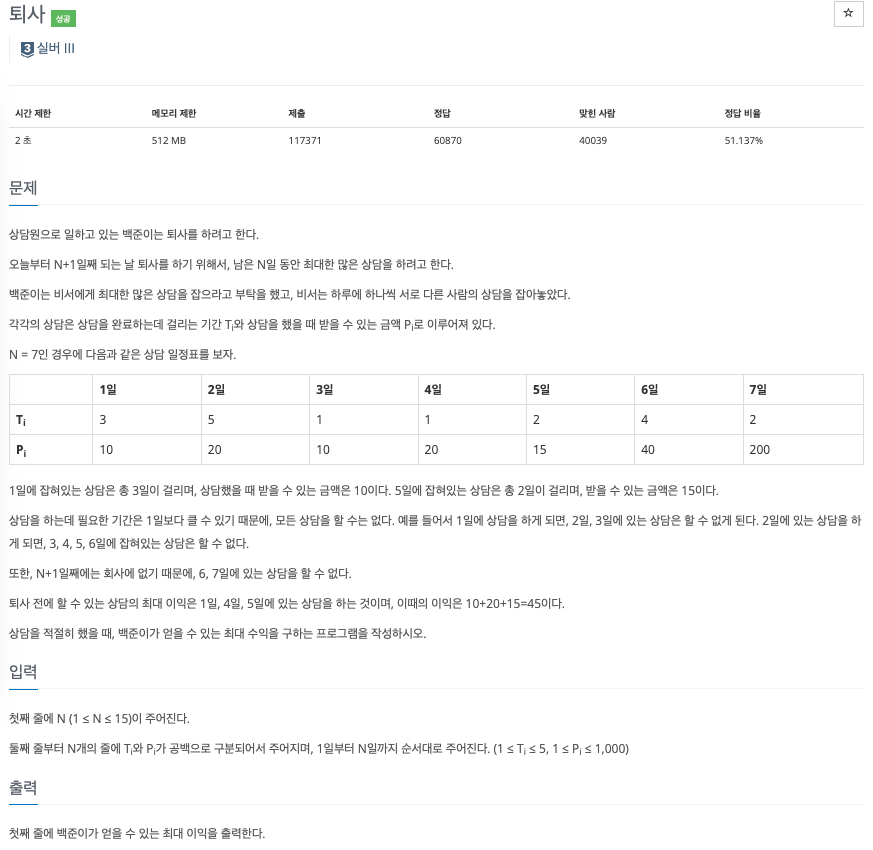 퇴사 성공
☆
3 실버 III
시간 제한 메모리 제한 제출 정답 맞힌 사람 정답 비율
2 초 512 MB 117371 60870 40039 51.137%
문제
상담원으로 일하고 있는 백준이는 퇴사를 하려고 한다.
오늘부터 N+1일째 되는 날 퇴사를 하기 위해서, 남은 N일 동안 최대한 많은 상담을 하려고 한다.
백준이는 비서에게 최대한 많은 상담을 잡으라고 부탁을 했고, 비서는 하루에 하나씩 서로 다른 사람의 상담을 잡아놓았다.
각각의 상담은 상담을 완료하는데 걸리는 기간 Ti와 상담을 했을 때 받을 수 있는 금액 Pi로 이루어져 있다.
N = 7인 경우에 다음과 같은 상담 일정표를 보자.
1일 2일 3일 4일 5일 6일 7일
Ti 3 5 1 1 2 4 2
Pi 10 20 10 20 15 40 200
1일에 잡혀있는 상담은 총 3일이 걸리며, 상담했을 때 받을 수 있는 금액은 10이다. 5일에 잡혀있는 상담은 총 2일이 걸리며, 받을 수 있는 금액은 15이다.
상담을 하는데 필요한 기간은 1일보다 클 수 있기 때문에, 모든 상담을 할 수는 없다. 예를 들어서 1일에 상담을 하게 되면, 2일, 3일에 있는 상담은 할 수 없게 된다. 2일에 있는 상담을 하
게 되면, 3, 4, 5, 6일에 잡혀있는 상담은 할 수 없다.
또한, N+1일째에는 회사에 없기 때문에, 6, 7일에 있는 상담을 할 수 없다.
퇴사 전에 할 수 있는 상담의 최대 이익은 1일, 4일, 5일에 있는 상담을 하는 것이며, 이때의 이익은 10+20+15=45이다.
상담을 적절히 했을 때, 백준이가 얻을 수 있는 최대 수익을 구하는 프로그램을 작성하시오.
입력
첫째 줄에 N (1 ≤ N ≤ 15)이 주어진다.
둘째 줄부터 N개의 줄에 Ti와 Pi가 공백으로 구분되어서 주어지며, 1일부터 N일까지 순서대로 주어진다. (1 ≤ Ti ≤ 5, 1 ≤ Pi ≤ 1,000)
출력
첫째 줄에 백준이가 얻을 수 있는 최대 이익을 출력한다.